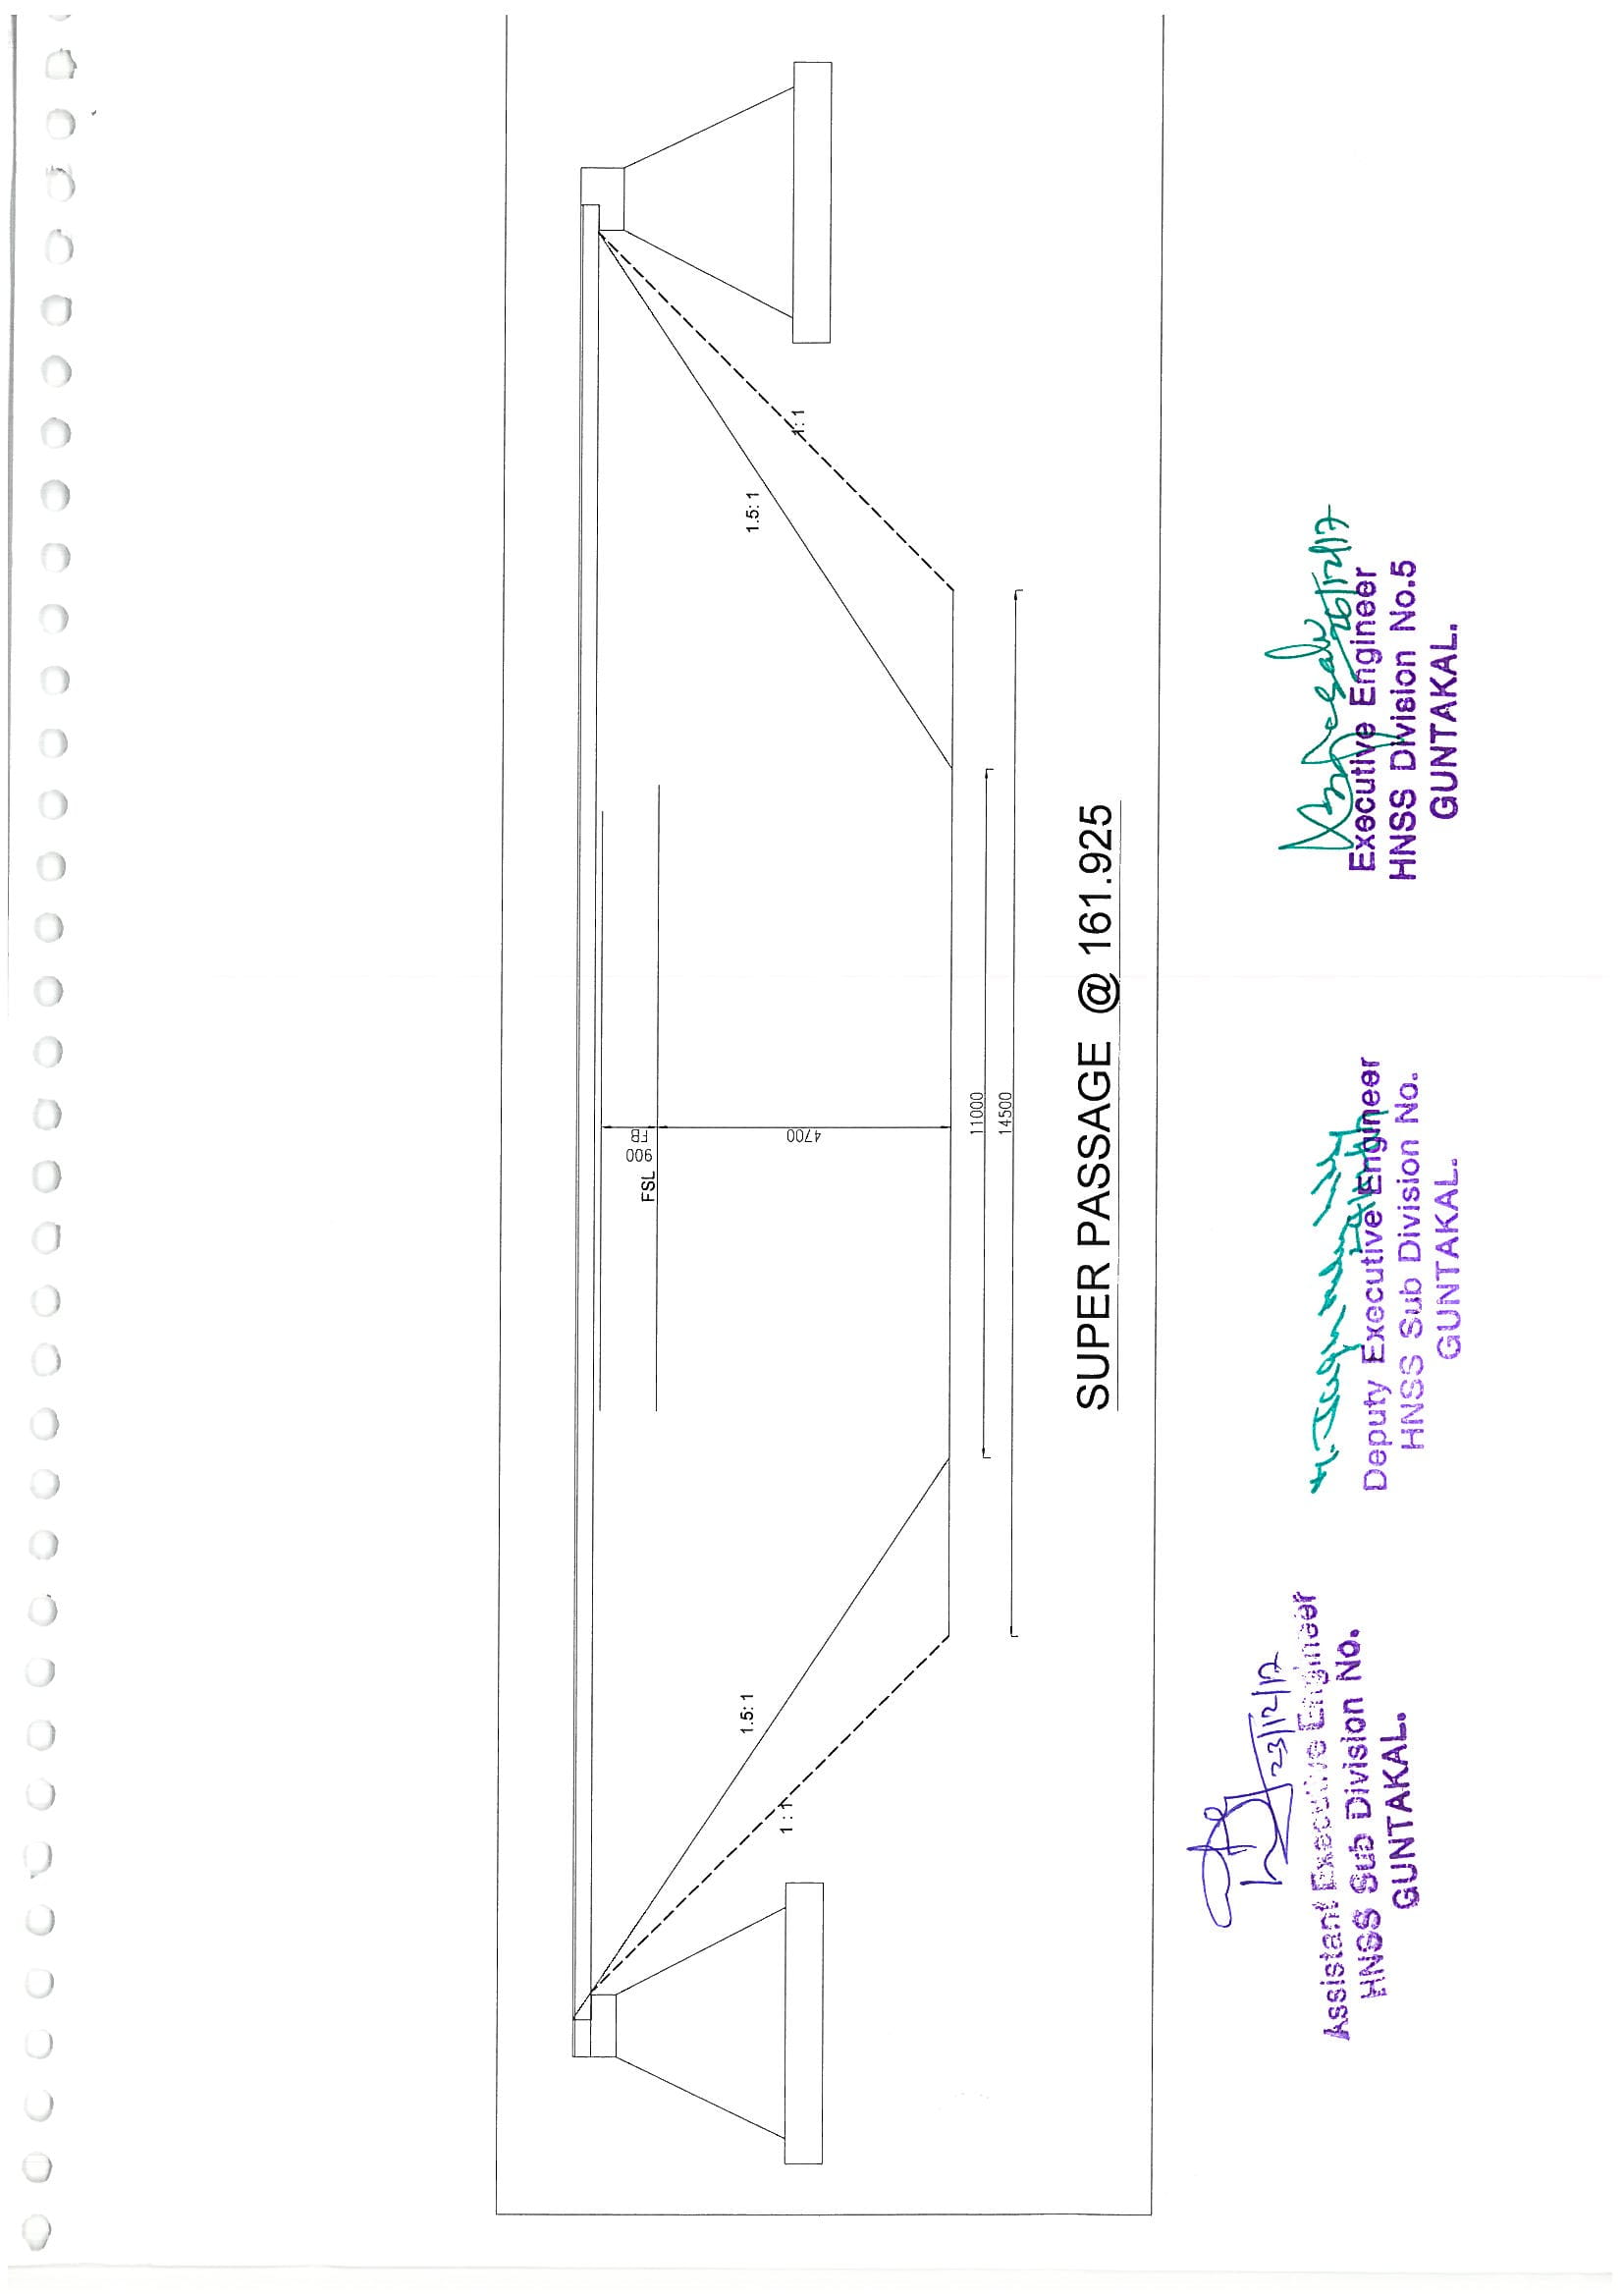 1.5: 1
1: 1
1.5: 1
1: 1
900
FB
FSL
4700
11000
14500
SUPER PASSAGE @ 161.925
23/12/17
Assistant Executive Engineer
HNSS Sub Division No.
GUNTAKAL.
Deputy Executive Engineer
HNSS Sub Division No.
GUNTAKAL.
26/12/17
Executive Engineer
HNSS Division No.5
GUNTAKAL.